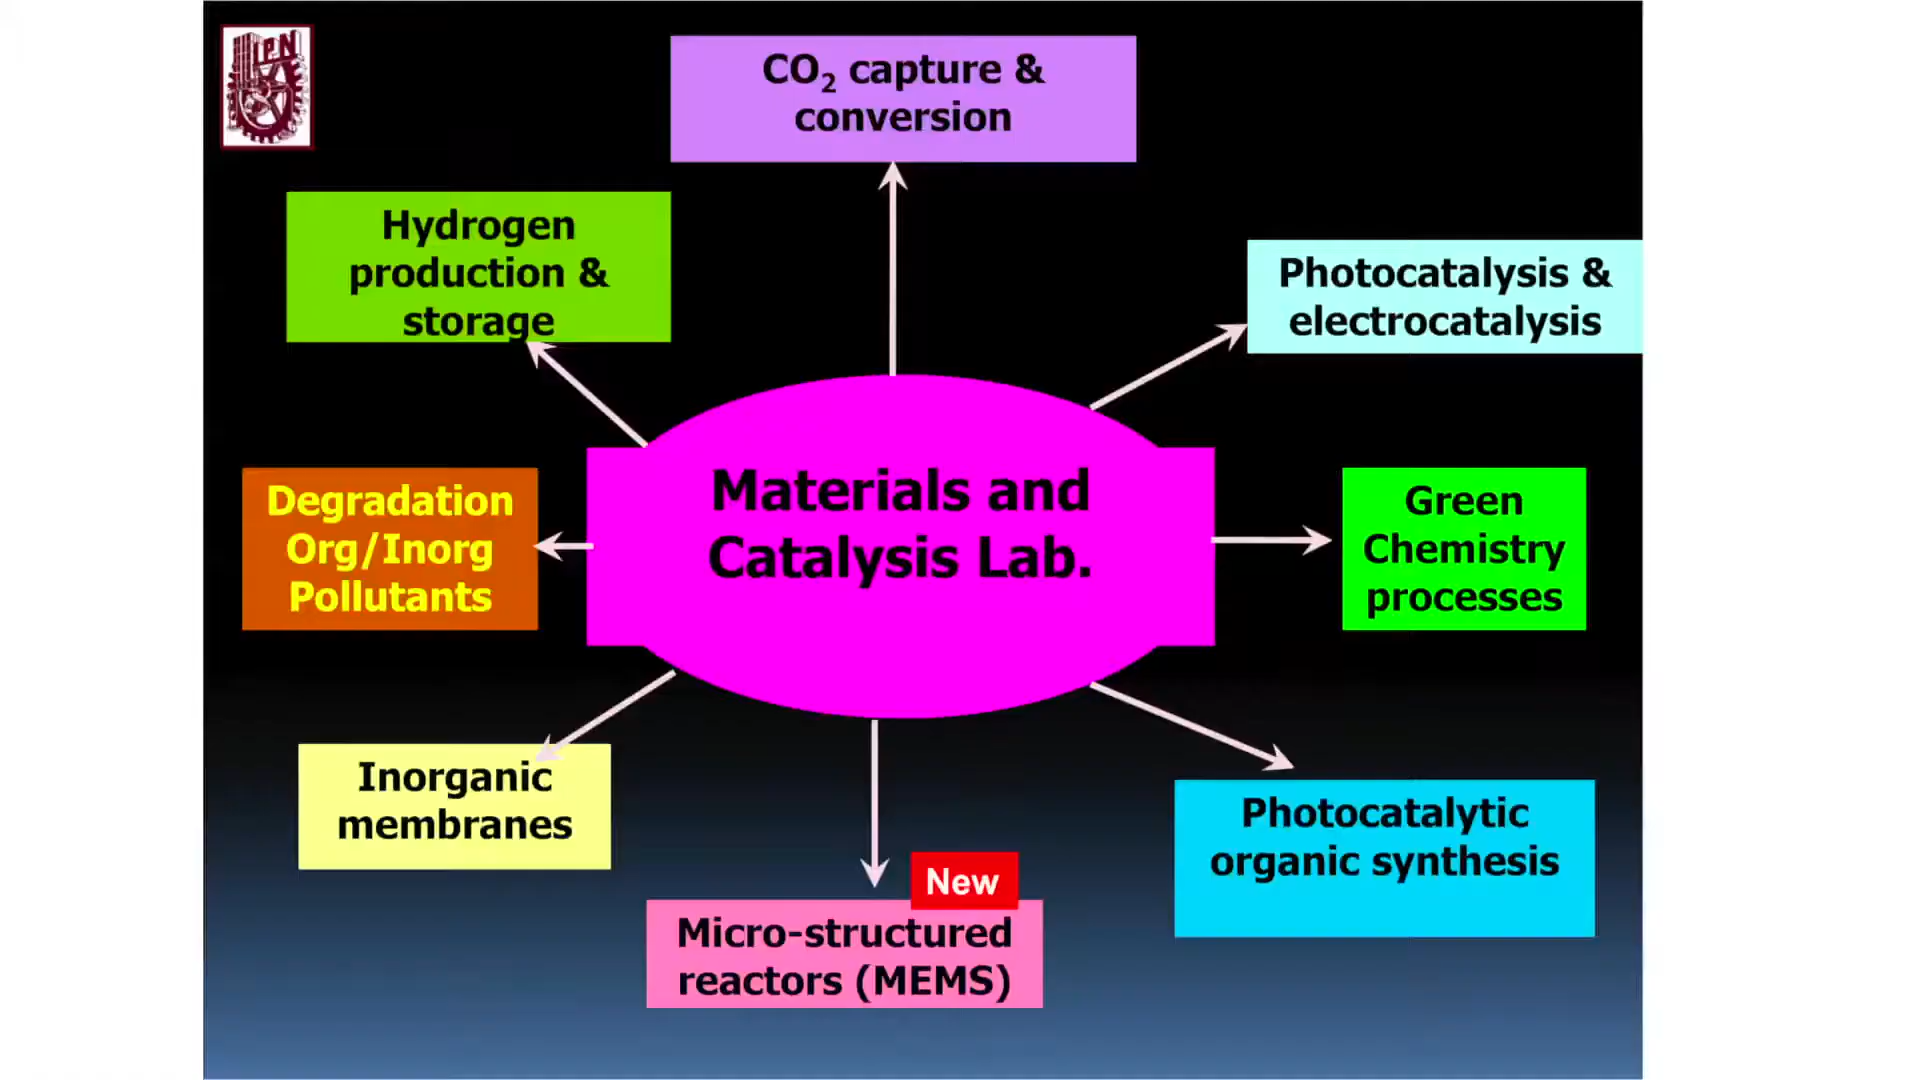 IPN
CO₂ capture &
conversion
Hydrogen
production &
storage
Photocatalysis &
electrocatalysis
Materials and
Catalysis Lab.
Degradation
Org/Inorg
Pollutants
Green
Chemistry
processes
Inorganic
membranes
New
Micro-structured
reactors (MEMS)
Photocatalytic
organic synthesis